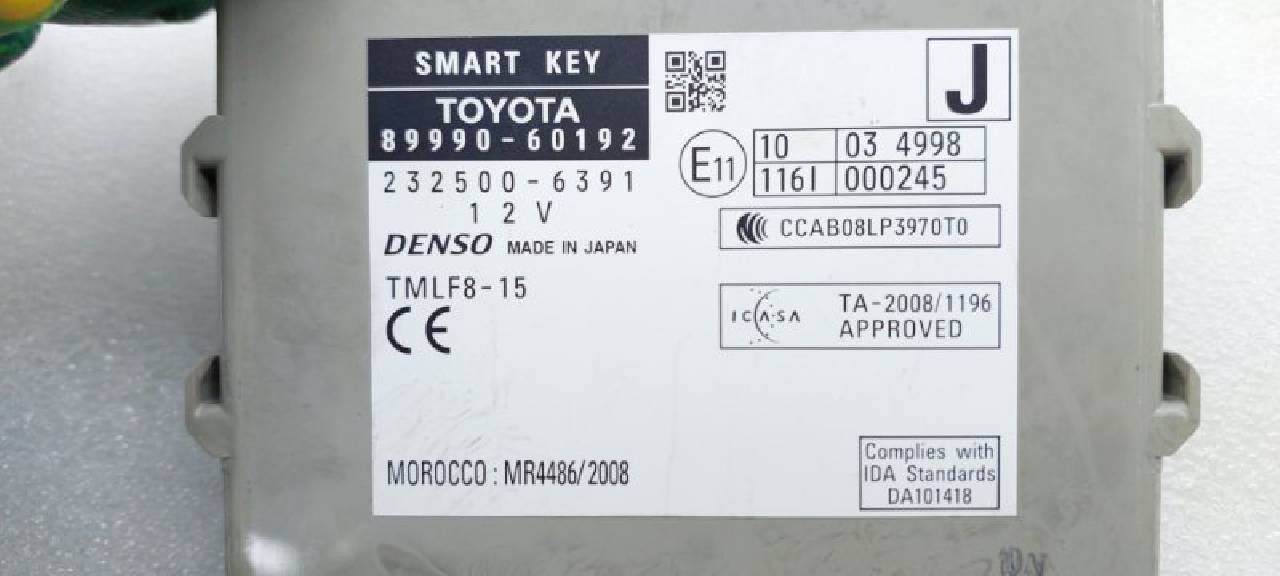 SMART KEY
TOYOTA
89990-60192
232500-6391
12V
DENSO MADE IN JAPAN
TMLF8-15
CE
MOROCCO : MR4486/2008
J
E11
10 03 4998
116I 000245
CCAB08LP3970T0
ICASA TA-2008/1196
APPROVED
Complies with
IDA Standards
DA101418